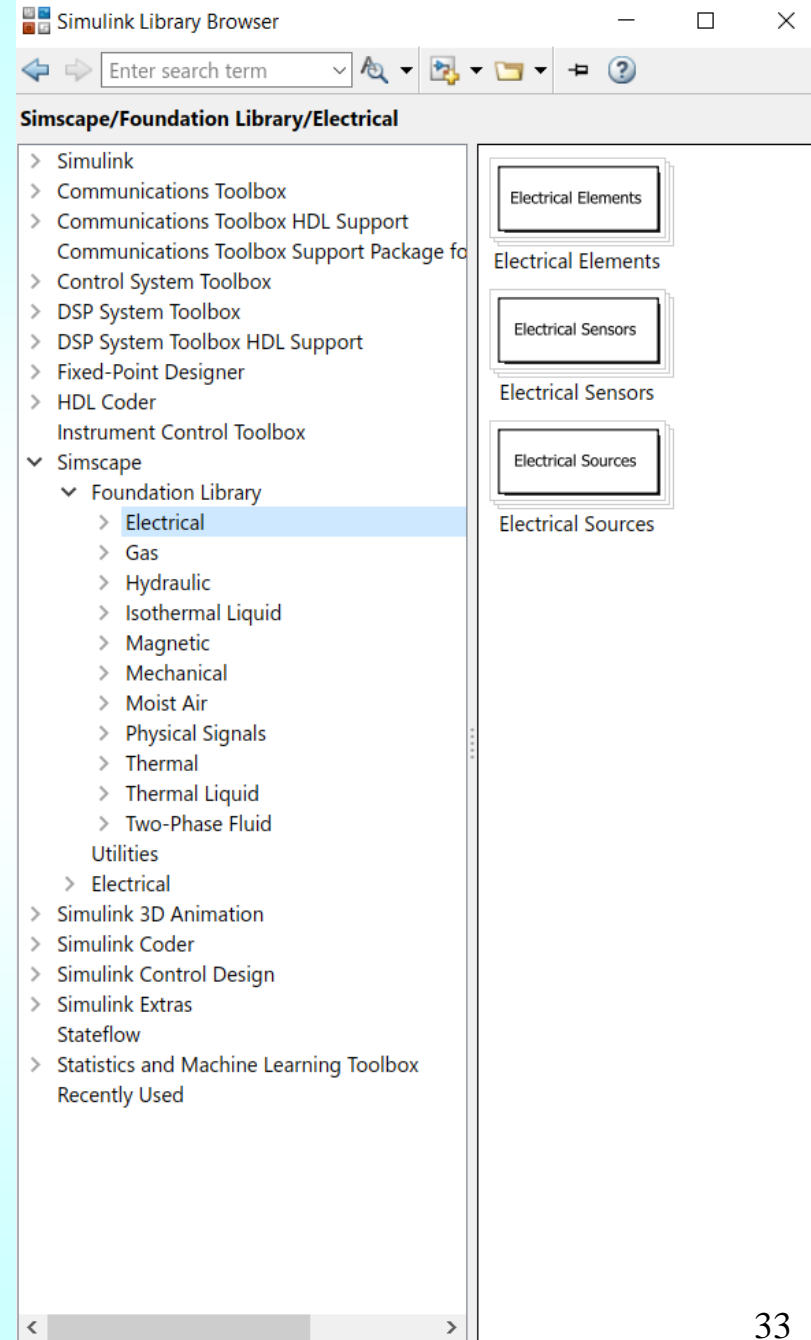 Simulink Library Browser
Enter search term
Simscape/Foundation Library/Electrical
Simulink
Communications Toolbox
Communications Toolbox HDL Support
Communications Toolbox Support Package fo
Control System Toolbox
DSP System Toolbox
DSP System Toolbox HDL Support
Fixed-Point Designer
HDL Coder
Instrument Control Toolbox
Simscape
Foundation Library
Electrical
Gas
Hydraulic
Isothermal Liquid
Magnetic
Mechanical
Moist Air
Physical Signals
Thermal
Thermal Liquid
Two-Phase Fluid
Utilities
Electrical
Simulink 3D Animation
Simulink Coder
Simulink Control Design
Simulink Extras
Stateflow
Statistics and Machine Learning Toolbox
Recently Used
Electrical Elements
Electrical Elements
Electrical Sensors
Electrical Sensors
Electrical Sources
Electrical Sources
33